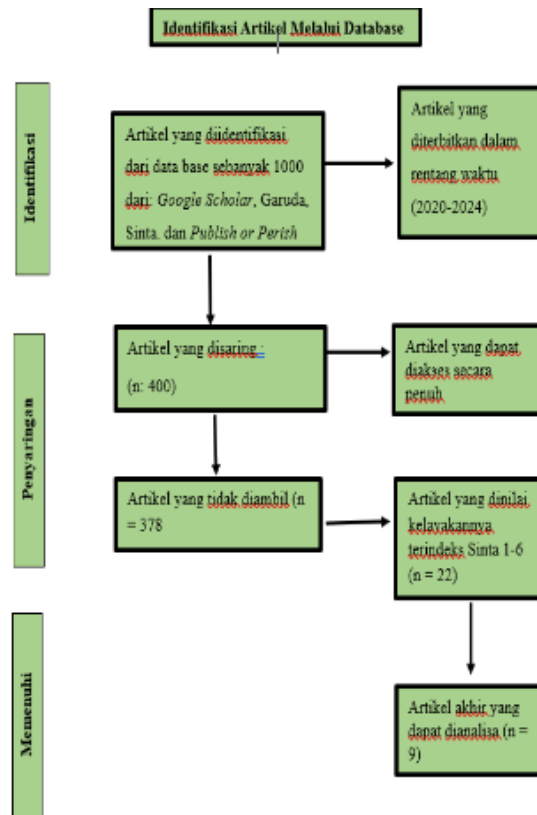 Identifikasi Artikel Melalui Database
Identifikasi
Artikel yang diidentifikasi
dari data base sebanyak 1000
dari: Google Scholar, Garuda,
Sinta. dan Publish or Perish
Artikel yang
diterbitkan dalam
rentang waktu
(2020-2024)
Penyaringan
Artikel yang disaring :
(n: 400)
Artikel yang dapat
diakses secara
penuh
Artikel yang tidak diambil (n
= 378
Artikel yang dinilai
kelayakannya
terindeks Sinta 1-6
(n = 22)
Memenuhi
Artikel akhir yang
dapat dianalisa (n =
9)